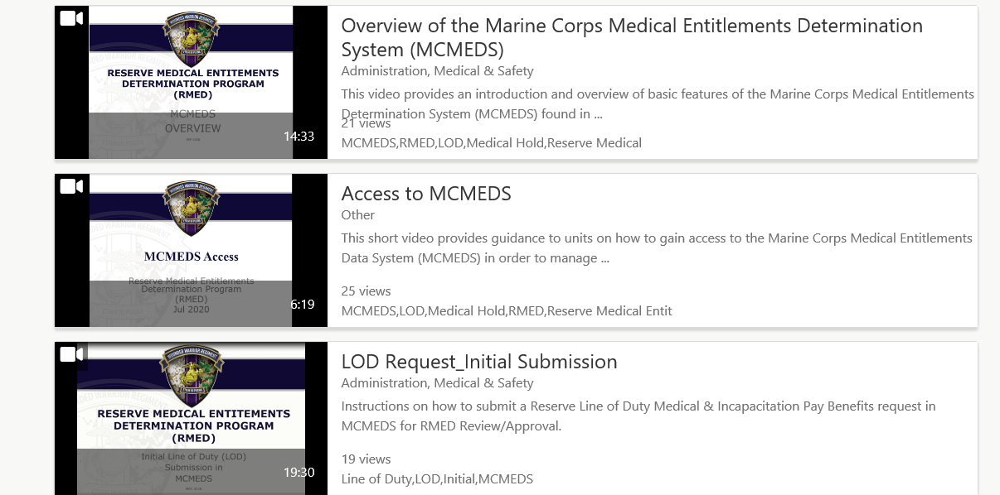 Overview of the Marine Corps Medical Entitlements Determination
System (MCMEDS)
Administration, Medical & Safety
This video provides an introduction and overview of basic features of the Marine Corps Medical Entitlements
Determination System (MCMEDS) found in ...
21 views
MCMEDS,RMED,LOD,Medical Hold,Reserve Medical
RESERVE MEDICAL ENTITEMENTS
DETERMINATION PROGRAM
(RMED)
MCMEDS
OVERVIEW
14:33
Access to MCMEDS
Other
This short video provides guidance to units on how to gain access to the Marine Corps Medical Entitlements
Data System (MCMEDS) in order to manage ...
25 views
MCMEDS,LOD,Medical Hold,RMED,Reserve Medical Entit
MCMEDS Access
Reserve Medical Entitlements
Determination Program
(RMED)
Jul 2020
6:19
LOD Request_Initial Submission
Administration, Medical & Safety
Instructions on how to submit a Reserve Line of Duty Medical & Incapacitation Pay Benefits request in
MCMEDS for RMED Review/Approval.
19 views
Line of Duty,LOD,Initial,MCMEDS
WOUNDED WARRIOR REGIMENT
RESERVE MEDICAL ENTITEMENTS
DETERMINATION PROGRAM
(RMED)
Initial Line of Duty (LOD)
Submission in
MCMEDS
19:30